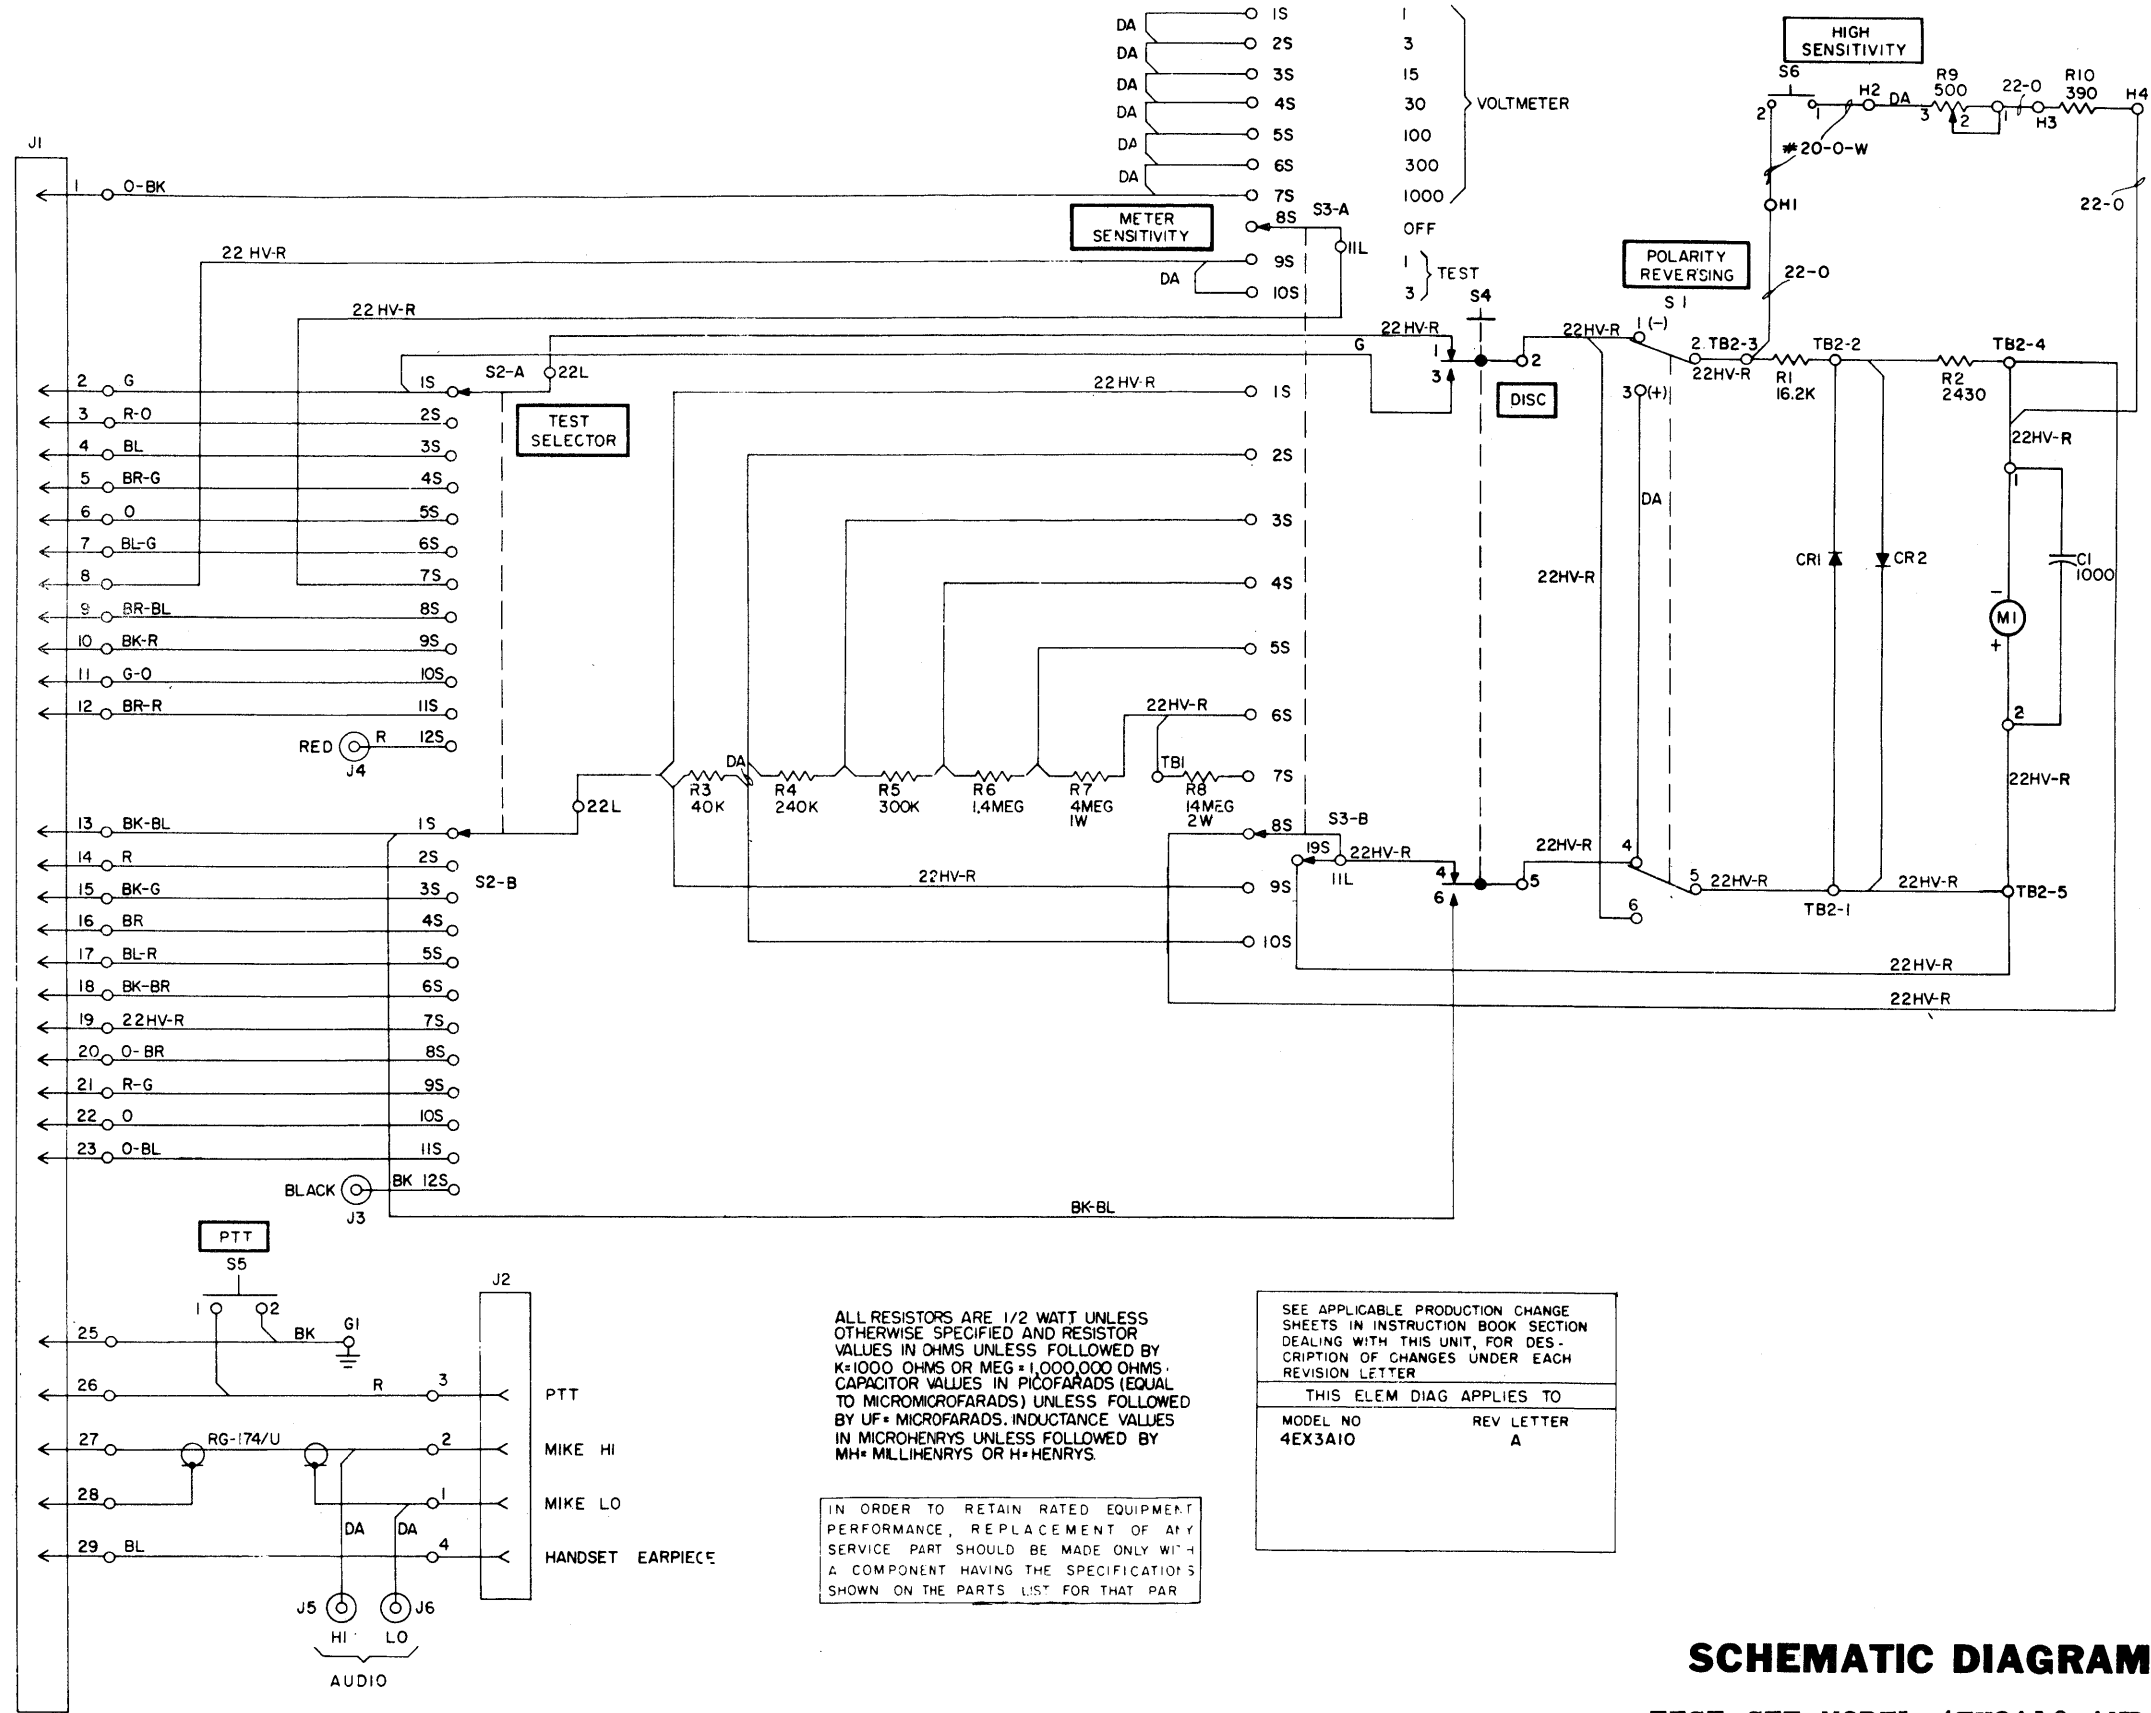 J1
1 O-BK
2 G 1S
3 R-O 2S
4 BL 3S
5 BR-G 4S
6 O 5S
7 BL-G 6S
8 7S
9 BR-BL 8S
10 BK-R 9S
11 G-O 10S
12 BR-R 11S
RED R 12S
J4
13 BK-BL 1S
14 R 2S
15 BK-G 3S
16 BR 4S
17 BL-R 5S
18 BK-BR 6S
19 22HV-R 7S
20 O-BR 8S
21 R-G 9S
22 O 10S
23 O-BL 11S
BLACK BK 12S
J3
22 HV-R
22 HV-R
S2-A 22L
TEST
SELECTOR
22L
S2-B
DA 1S 1
DA 2S 3
DA 3S 15
DA 4S 30 VOLTMETER
DA 5S 100
DA 6S 300
7S 1000
METER
SENSITIVITY
8S S3-A OFF
11L
9S 1 TEST
DA 10S 3
22 HV-R S4
G 1 2
3
DISC
22 HV-R 1S
2S
3S
4S
5S
22HV-R 6S
TB1 7S
DA
R3
40K
R4
240K
R5
300K
R6
1.4MEG
R7
4MEG
1W
R8
14MEG
2W
8S S3-B
19S 22HV-R 4 5
11L 6
22HV-R 9S
10S
BK-BL
HIGH
SENSITIVITY
S6
2 1
H2 DA
R9
500
3 2 1
22-O
H3
R10
390
H4
#20-O-W
22-O
H1
22-O
POLARITY
REVERSING
S1
22HV-R 1 (-)
2 TB2-3
22HV-R
3 (+)
DA
22HV-R
R1
16.2K
TB2-2
R2
2430
TB2-4
22HV-R
1
CR1 CR2
C1
1000
-
M1
+
2
22HV-R
22HV-R 4
5 22HV-R
6
TB2-1
22HV-R
TB2-5
22HV-R
22HV-R
PTT
S5
1 2
25 BK G1
J2
26 R 3 PTT
27 RG-174/U 2 MIKE HI
28 1 MIKE LO
DA DA
29 BL 4 HANDSET EARPIECE
J5 J6
HI LO
AUDIO
ALL RESISTORS ARE 1/2 WATT UNLESS
OTHERWISE SPECIFIED AND RESISTOR
VALUES IN OHMS UNLESS FOLLOWED BY
K=1000 OHMS OR MEG = 1,000,000 OHMS.
CAPACITOR VALUES IN PICOFARADS (EQUAL
TO MICROMICROFARADS) UNLESS FOLLOWED
BY UF= MICROFARADS. INDUCTANCE VALUES
IN MICROHENRYS UNLESS FOLLOWED BY
MH= MILLIHENRYS OR H=HENRYS.
IN ORDER TO RETAIN RATED EQUIPMENT
PERFORMANCE, REPLACEMENT OF ANY
SERVICE PART SHOULD BE MADE ONLY WITH
A COMPONENT HAVING THE SPECIFICATIONS
SHOWN ON THE PARTS LIST FOR THAT PAR
SEE APPLICABLE PRODUCTION CHANGE
SHEETS IN INSTRUCTION BOOK SECTION
DEALING WITH THIS UNIT, FOR DES-
CRIPTION OF CHANGES UNDER EACH
REVISION LETTER
THIS ELEM DIAG APPLIES TO
MODEL NO REV LETTER
4EX3A10 A
SCHEMATIC DIAGRAM